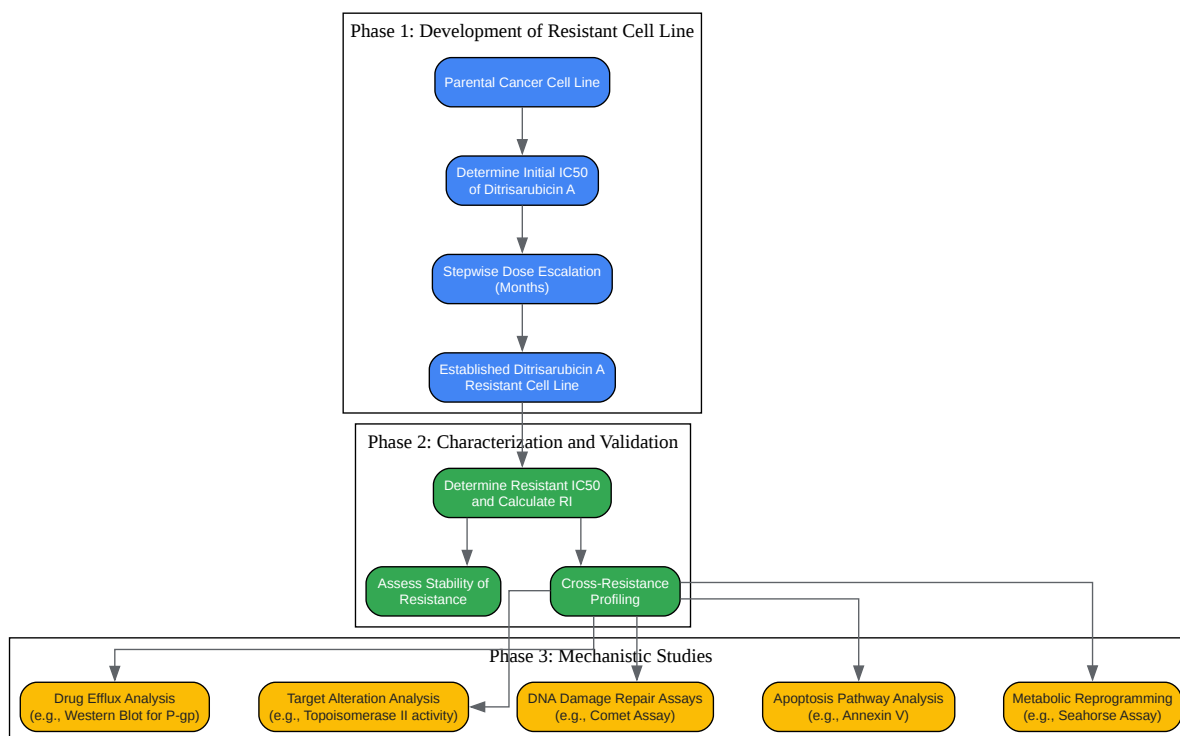 Phase 1: Development of Resistant Cell Line
Parental Cancer Cell Line
Determine Initial IC50
of Ditrisarubicin A
Stepwise Dose Escalation
(Months)
Established Ditrisarubicin A
Resistant Cell Line
Phase 2: Characterization and Validation
Determine Resistant IC50
and Calculate RI
Assess Stability of
Resistance
Cross-Resistance
Profiling
Phase 3: Mechanistic Studies
Drug Efflux Analysis
(e.g., Western Blot for P-gp)
Target Alteration Analysis
(e.g., Topoisomerase II activity)
DNA Damage Repair Assays
(e.g., Comet Assay)
Apoptosis Pathway Analysis
(e.g., Annexin V)
Metabolic Reprogramming
(e.g., Seahorse Assay)